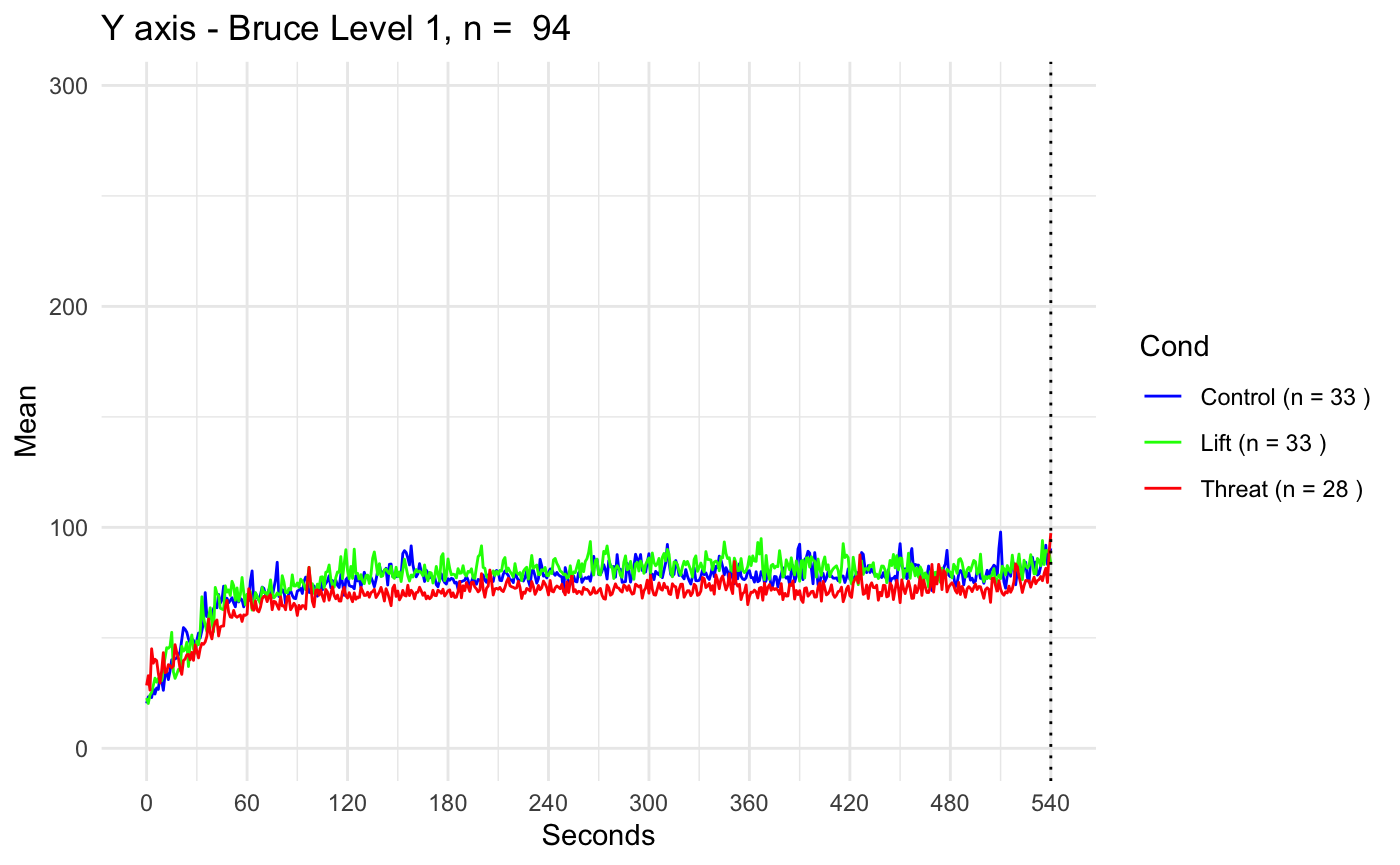 Y axis - Bruce Level 1, n =  94
300
200
100
0
Mean
0 60 120 180 240 300 360 420 480 540
Seconds
Cond
Control (n = 33 )
Lift (n = 33 )
Threat (n = 28 )